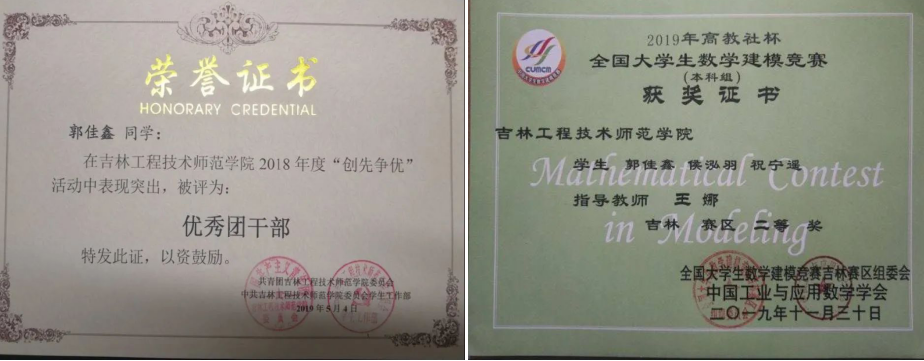 荣誉证书
HONORARY CREDENTIAL
郭佳鑫 同学：
在吉林工程技术师范学院 2018 年度“创先争优”
活动中表现突出，被评为：
优秀团干部
特发此证，以资鼓励。
共青团吉林工程技术师范学院委员会
中共吉林工程技术师范学院委员会学生工作部
2019 年 5 月 4 日
CUMCM
2019年高教社杯
全国大学生数学建模竞赛
（本科组）
获奖证书
吉林工程技术师范学院
学生 郭佳鑫 侯泓羽 祝宁遥
Mathematical Contest
指导教师 王 娜
in Modeling
吉林 赛区 二等 奖
全国大学生数学建模竞赛吉林赛区组委会
中国工业与应用数学学会
二〇一九年十一月三十日